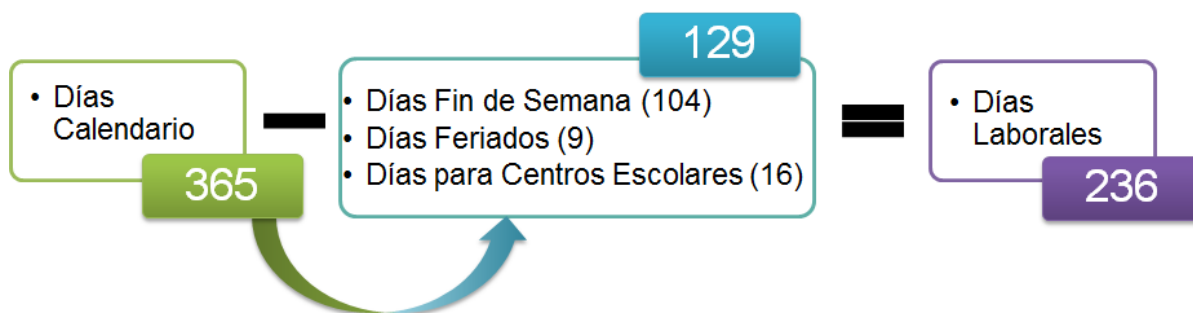 129
• Días
Calendario
365
• Días Fin de Semana (104)
• Días Feriados (9)
• Días para Centros Escolares (16)
• Días
Laborales
236